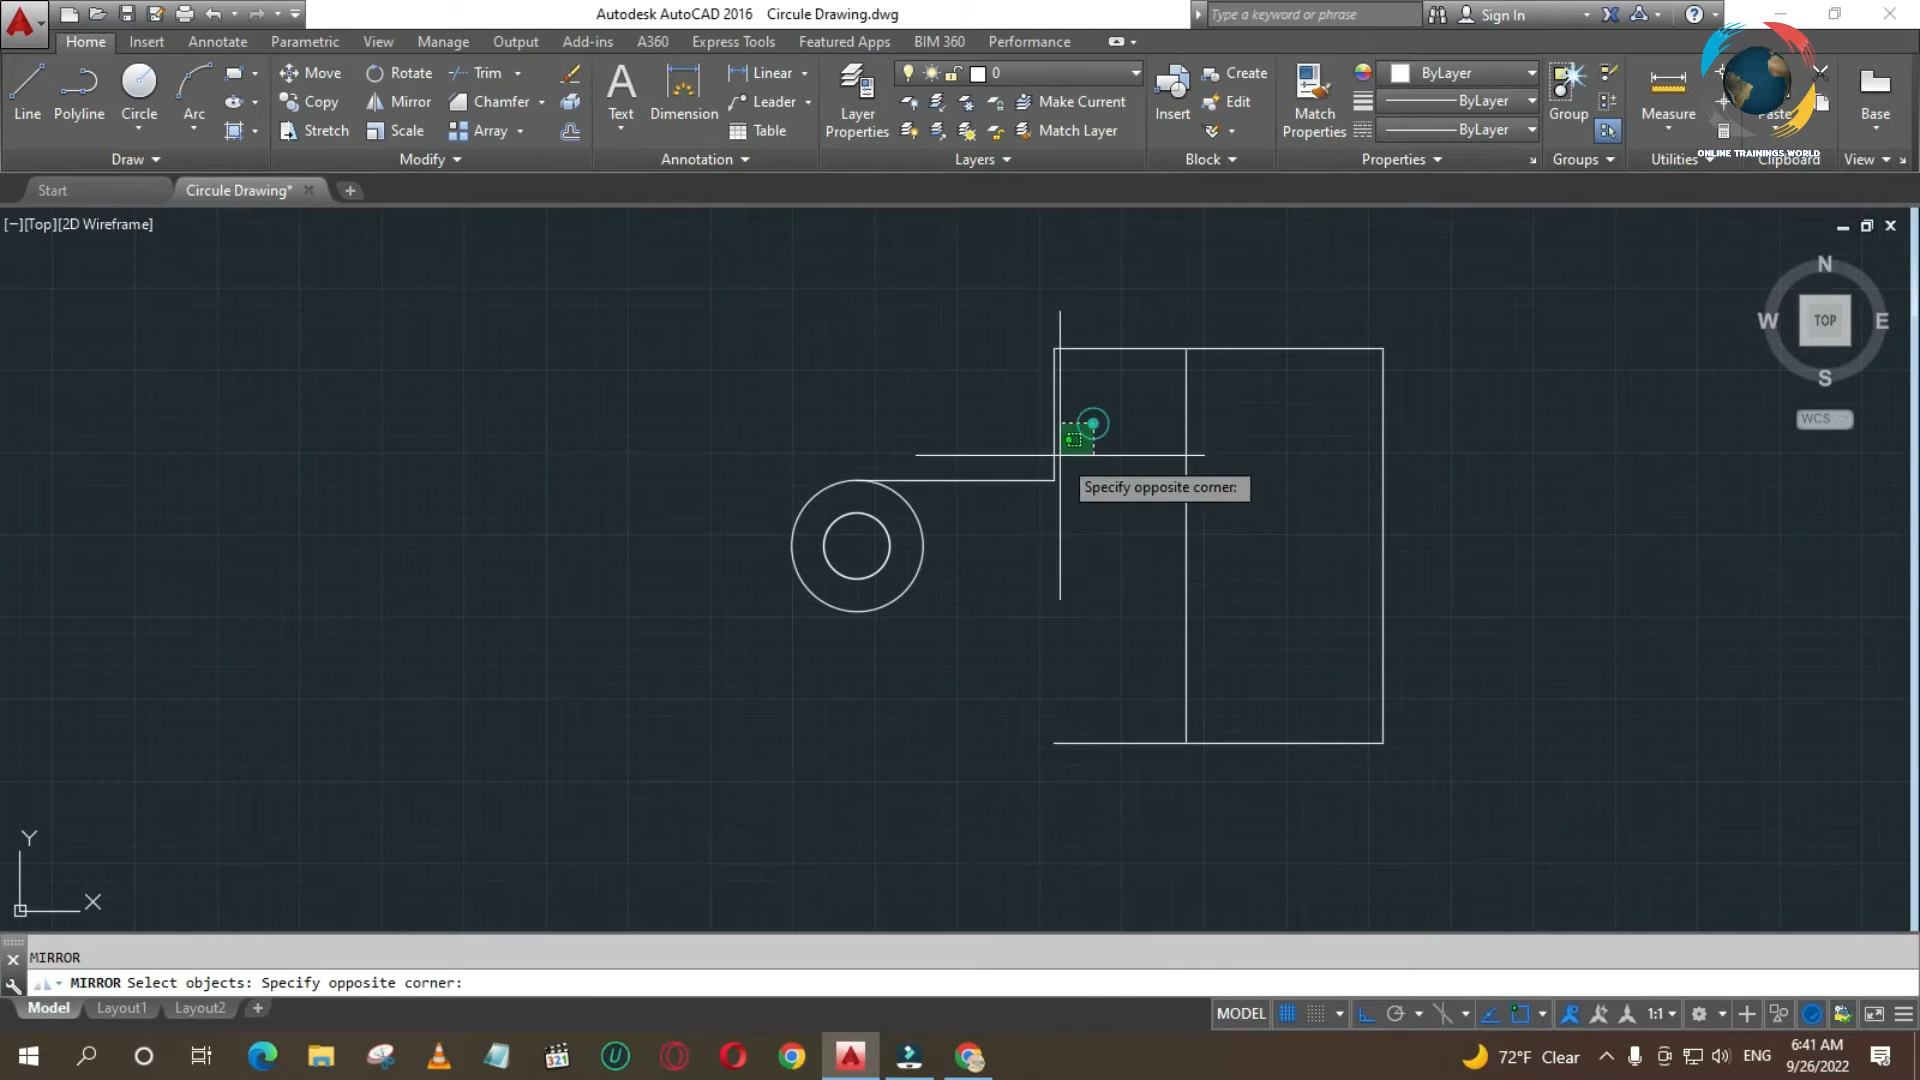 Autodesk AutoCAD 2016 Circule Drawing.dwg
Type a keyword or phrase
Sign In
Home Insert Annotate Parametric View Manage Output Add-ins A360 Express Tools Featured Apps BIM 360 Performance
Line
Polyline
Circle
Arc
Move
Rotate
Trim
Copy
Mirror
Chamfer
Stretch
Scale
Array
Text
Dimension
Linear
Leader
Table
Layer
Properties
0
Make Current
Match Layer
Insert
Create
Edit
Match
Properties
ByLayer
ByLayer
ByLayer
Group
Measure
Paste
Base
ONLINE TRAININGS WORLD
Draw Modify Annotation Layers Block Properties Groups Utilities Clipboard View
Start Circule Drawing*
[−][Top][2D Wireframe]
N
W TOP E
S
WCS
Specify opposite corner:
Y
X
MIRROR
MIRROR Select objects: Specify opposite corner:
Model Layout1 Layout2 +
MODEL 1:1
321
72°F Clear
ENG
6:41 AM
9/26/2022